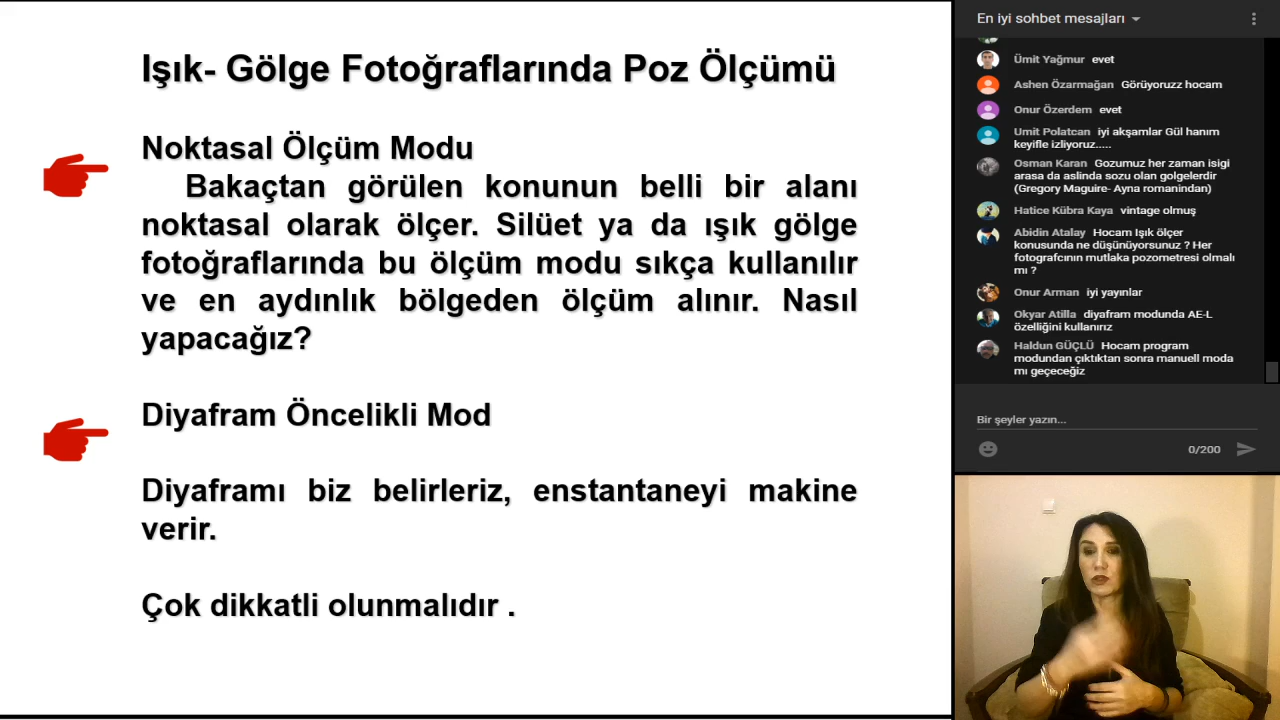 Işık- Gölge Fotoğraflarında Poz Ölçümü
Noktasal Ölçüm Modu
Bakaçtan görülen konunun belli bir alanı
noktasal olarak ölçer. Silüet ya da ışık gölge
fotoğraflarında bu ölçüm modu sıkça kullanılır
ve en aydınlık bölgeden ölçüm alınır. Nasıl
yapacağız?
Diyafram Öncelikli Mod
Diyaframı biz belirleriz, enstantaneyi makine
verir.
Çok dikkatli olunmalıdır .
En iyi sohbet mesajları
Ümit Yağmur evet
Ashen Özarmağan Görüyoruzz hocam
Onur Özerdem evet
Umit Polatcan iyi akşamlar Gül hanım
keyifle izliyoruz.....
Osman Karan Gozumuz her zaman isigi
arasa da aslinda sozu olan golgelerdir
(Gregory Maguire- Ayna romanindan)
Hatice Kübra Kaya vintage olmuş
Abidin Atalay Hocam Işık ölçer
konusunda ne düşünüyorsunuz ? Her
fotografcının mutlaka pozometresi olmalı
mı ?
Onur Arman iyi yayınlar
Okyar Atilla diyafram modunda AE-L
özelliğini kullanırız
Haldun GÜÇLÜ Hocam program
modundan çıktıktan sonra manuell moda
mı geçeceğiz
Bir şeyler yazın...
0/200